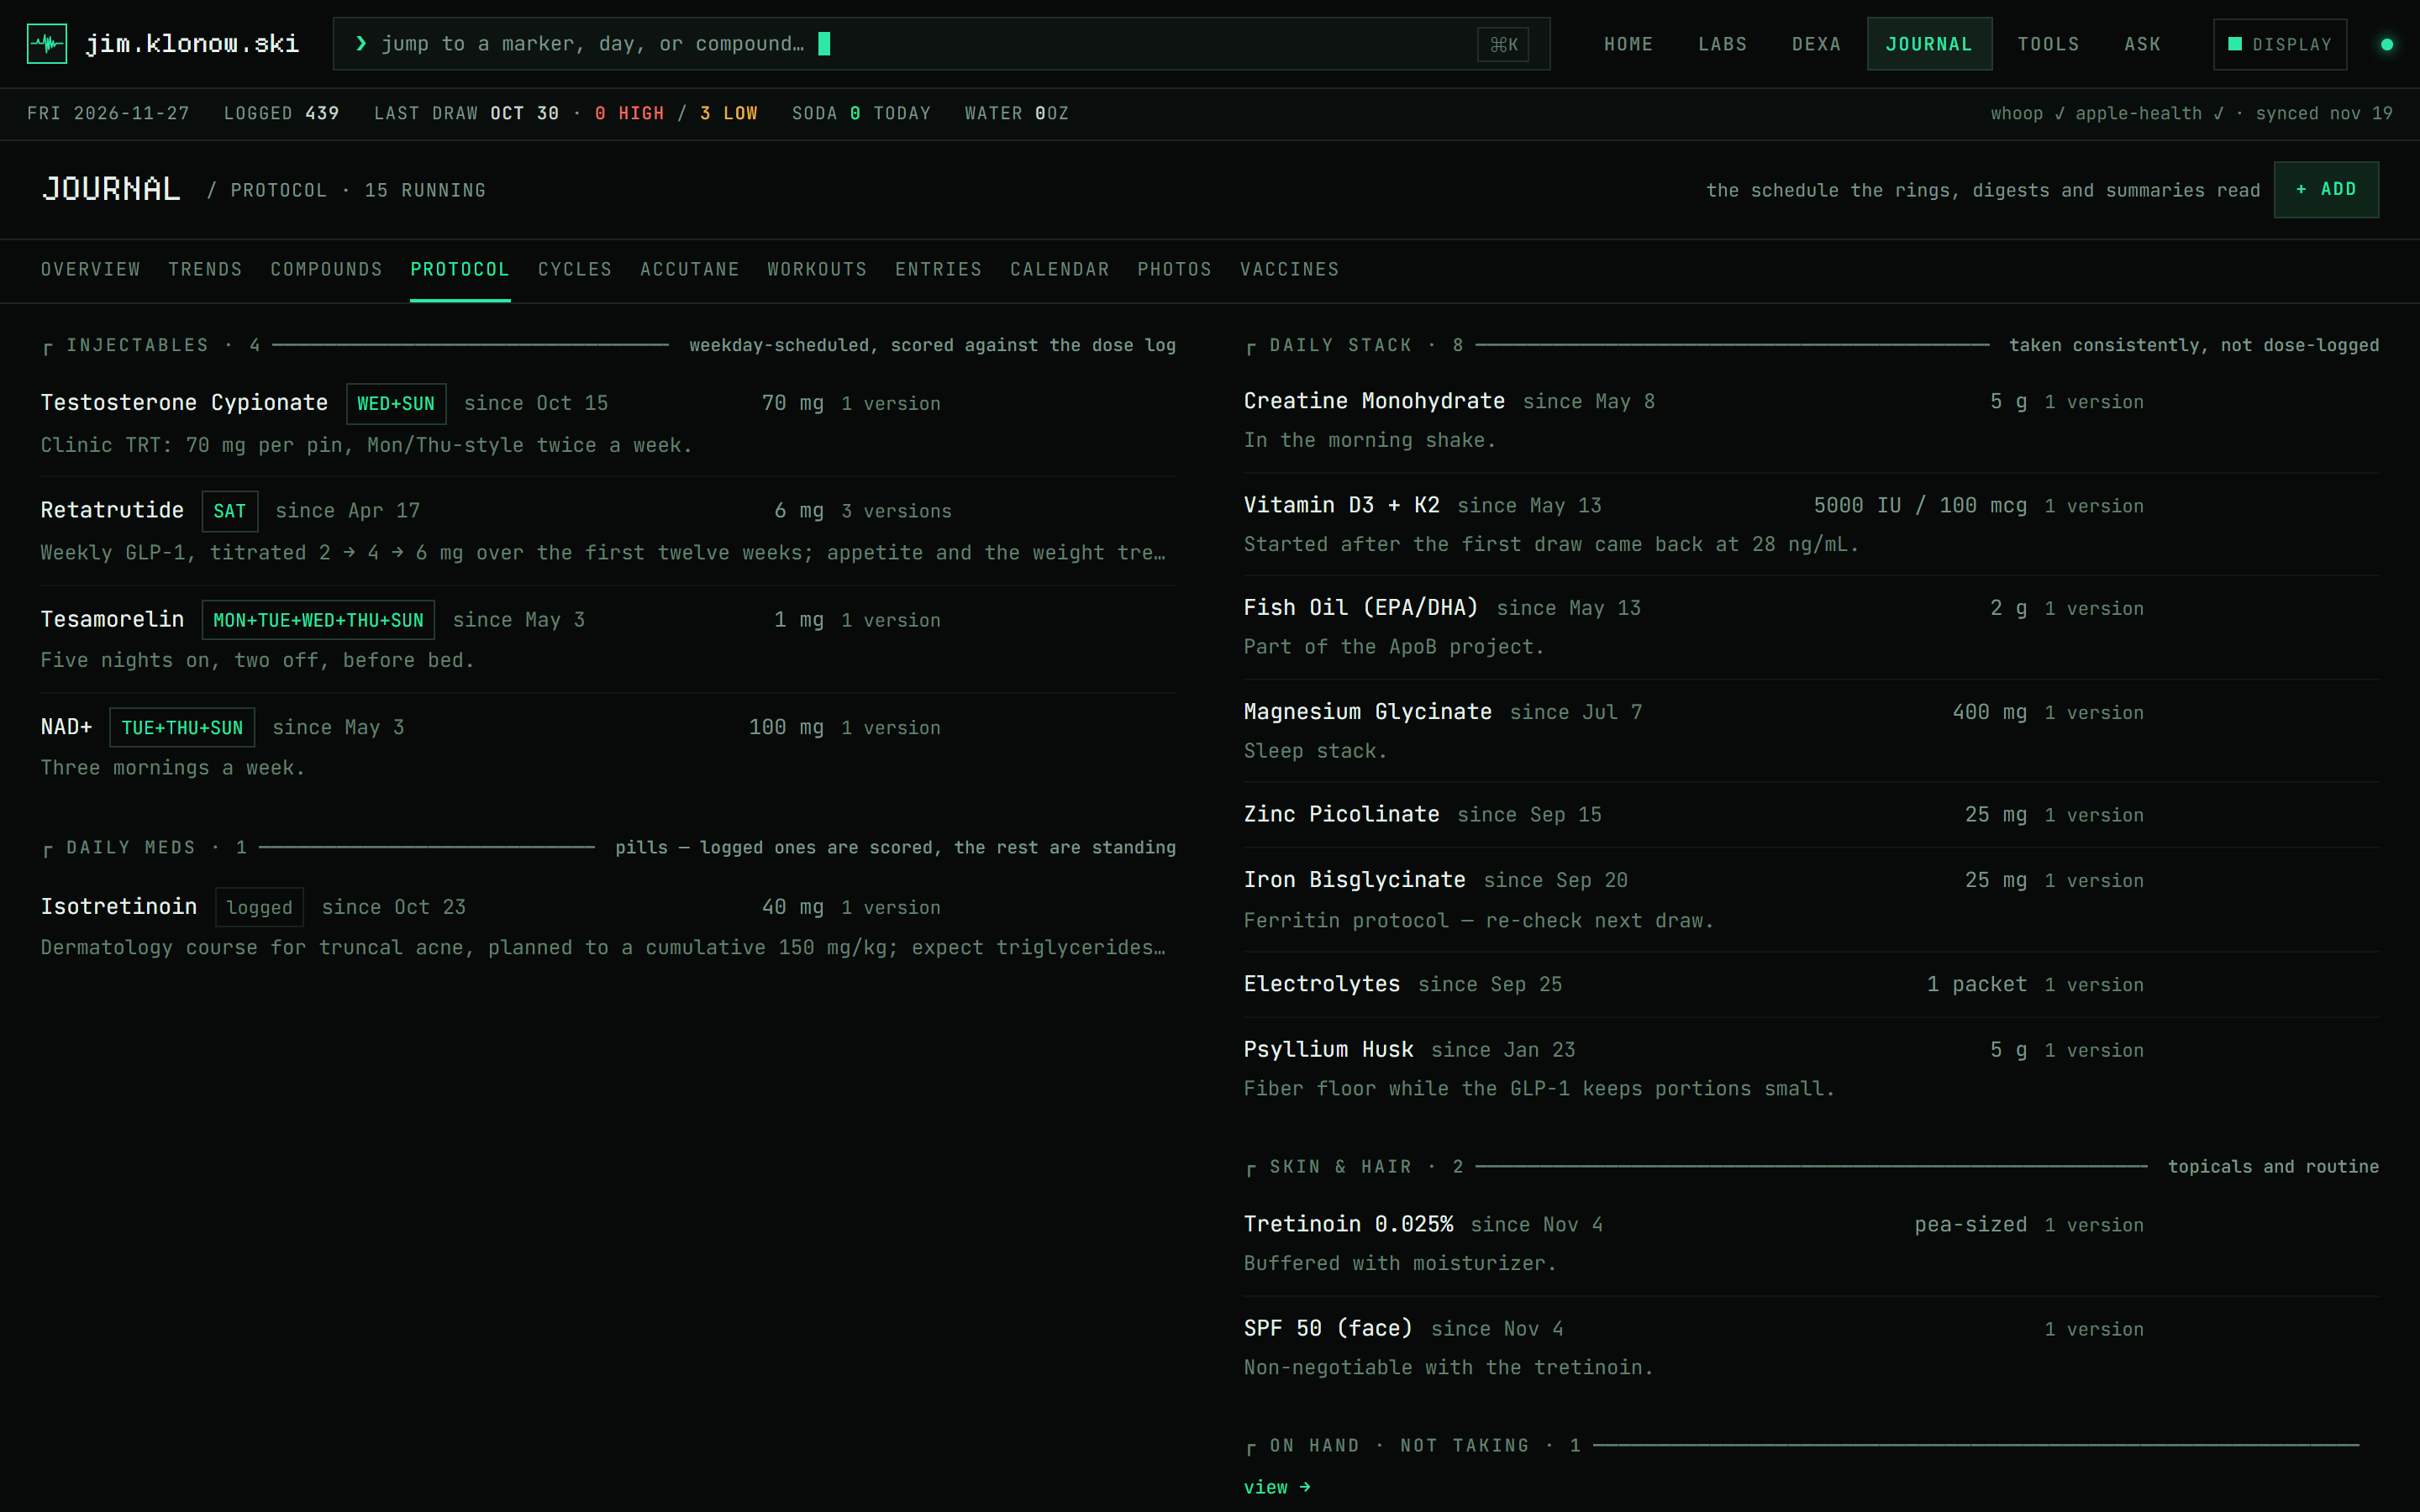 jim.klonow.ski
❯ jump to a marker, day, or compound… ⌘K
HOME LABS DEXA JOURNAL TOOLS ASK DISPLAY
FRI 2026-11-27 LOGGED 439 LAST DRAW OCT 30 · 0 HIGH / 3 LOW SODA 0 TODAY WATER 0OZ
whoop ✓ apple-health ✓ · synced nov 19
JOURNAL / PROTOCOL · 15 RUNNING
the schedule the rings, digests and summaries read + ADD
OVERVIEW TRENDS COMPOUNDS PROTOCOL CYCLES ACCUTANE WORKOUTS ENTRIES CALENDAR PHOTOS VACCINES
INJECTABLES · 4 weekday-scheduled, scored against the dose log
Testosterone Cypionate WED+SUN since Oct 15 70 mg 1 version
Clinic TRT: 70 mg per pin, Mon/Thu-style twice a week.
Retatrutide SAT since Apr 17 6 mg 3 versions
Weekly GLP-1, titrated 2 → 4 → 6 mg over the first twelve weeks; appetite and the weight tre…
Tesamorelin MON+TUE+WED+THU+SUN since May 3 1 mg 1 version
Five nights on, two off, before bed.
NAD+ TUE+THU+SUN since May 3 100 mg 1 version
Three mornings a week.
DAILY MEDS · 1 pills — logged ones are scored, the rest are standing
Isotretinoin logged since Oct 23 40 mg 1 version
Dermatology course for truncal acne, planned to a cumulative 150 mg/kg; expect triglycerides…
DAILY STACK · 8 taken consistently, not dose-logged
Creatine Monohydrate since May 8 5 g 1 version
In the morning shake.
Vitamin D3 + K2 since May 13 5000 IU / 100 mcg 1 version
Started after the first draw came back at 28 ng/mL.
Fish Oil (EPA/DHA) since May 13 2 g 1 version
Part of the ApoB project.
Magnesium Glycinate since Jul 7 400 mg 1 version
Sleep stack.
Zinc Picolinate since Sep 15 25 mg 1 version
Iron Bisglycinate since Sep 20 25 mg 1 version
Ferritin protocol — re-check next draw.
Electrolytes since Sep 25 1 packet 1 version
Psyllium Husk since Jan 23 5 g 1 version
Fiber floor while the GLP-1 keeps portions small.
SKIN & HAIR · 2 topicals and routine
Tretinoin 0.025% since Nov 4 pea-sized 1 version
Buffered with moisturizer.
SPF 50 (face) since Nov 4 1 version
Non-negotiable with the tretinoin.
ON HAND · NOT TAKING · 1
view →